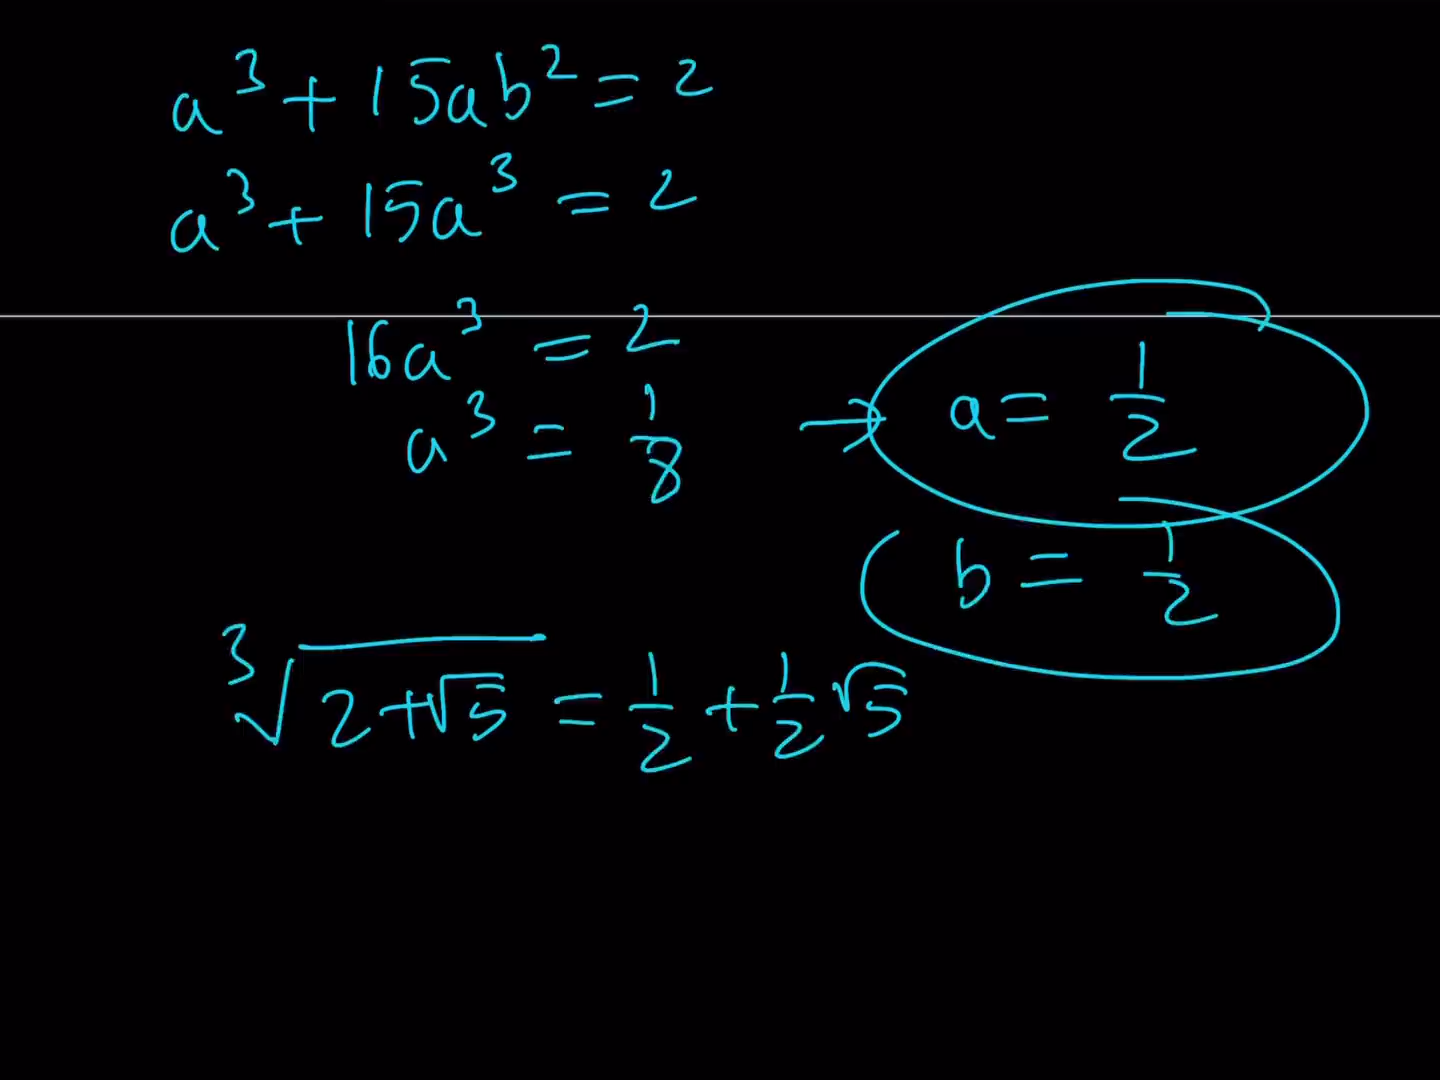 a³ + 15ab² = 2
a³ + 15a³ = 2
16a³ = 2
a³ = 1/8 → a = 1/2
b = 1/2
∛(2+√5) = 1/2 + 1/2 √5